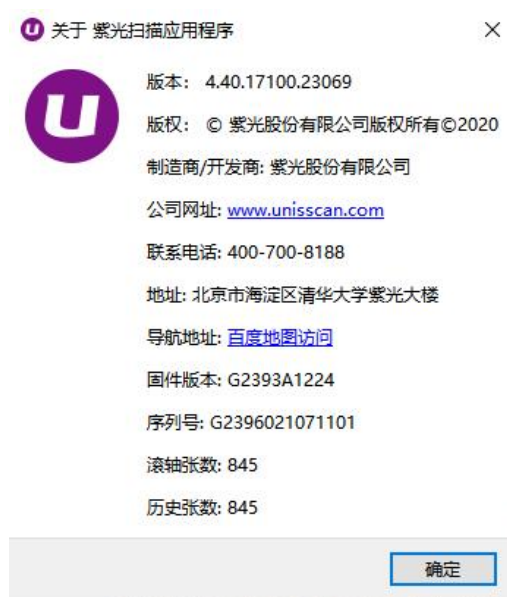 关于 紫光扫描应用程序
版本: 4.40.17100.23069
版权: © 紫光股份有限公司版权所有©2020
制造商/开发商: 紫光股份有限公司
公司网址: www.unisscan.com
联系电话: 400-700-8188
地址: 北京市海淀区清华大学紫光大楼
导航地址: 百度地图访问
固件版本: G2393A1224
序列号: G2396021071101
滚轴张数: 845
历史张数: 845
确定